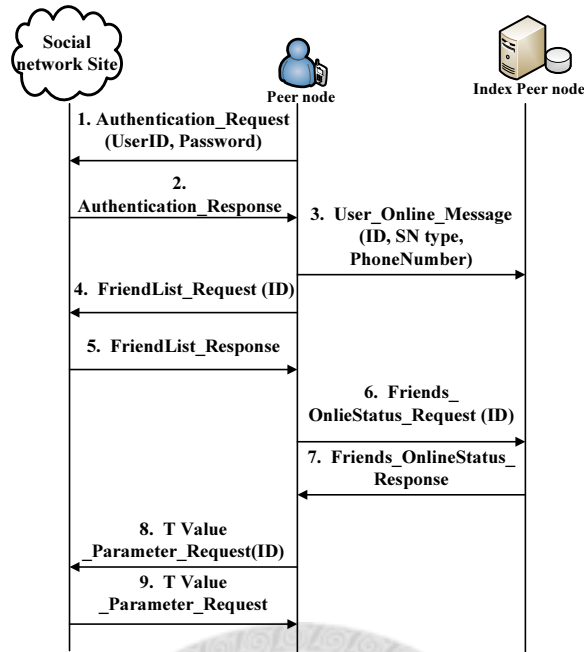 Social
network Site
Peer node
Index Peer node
1. Authentication_Request
(UserID, Password)
2.
Authentication_Response
3. User_Online_Message
(ID, SN type,
PhoneNumber)
4. FriendList_Request (ID)
5. FriendList_Response
6. Friends_
OnlieStatus_Request (ID)
7. Friends_OnlineStatus_
Response
8. T Value
_Parameter_Request(ID)
9. T Value
_Parameter_Request